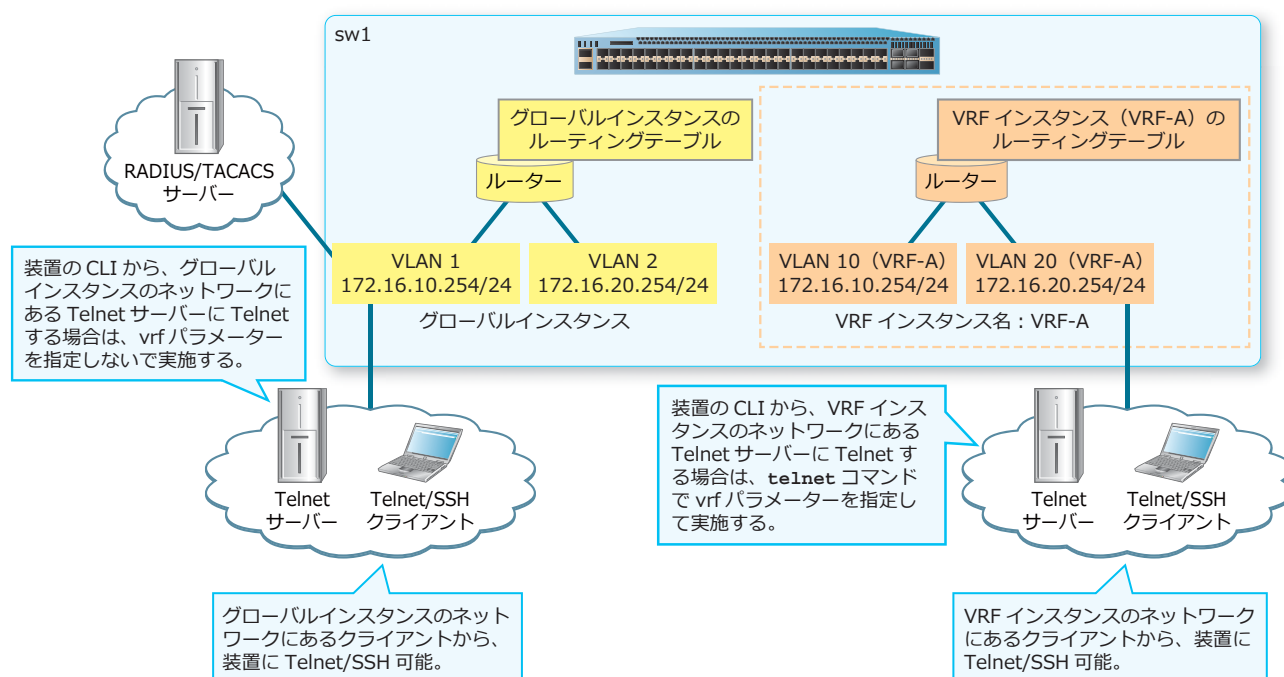 sw1
グローバルインスタンスの
ルーティングテーブル
ルーター
VRF インスタンス（VRF-A）の
ルーティングテーブル
ルーター
RADIUS/TACACS
サーバー
VLAN 1
172.16.10.254/24
VLAN 2
172.16.20.254/24
グローバルインスタンス
VLAN 10（VRF-A）
172.16.10.254/24
VLAN 20（VRF-A）
172.16.20.254/24
VRF インスタンス名：VRF-A
装置の CLI から、グローバル
インスタンスのネットワークに
ある Telnet サーバーに Telnet
する場合は、vrf パラメーター
を指定しないで実施する。
Telnet
サーバー
Telnet/SSH
クライアント
装置の CLI から、VRF インス
タンスのネットワークにある
Telnet サーバーに Telnet す
る場合は、telnet コマンド
で vrf パラメーターを指定し
て実施する。
Telnet
サーバー
Telnet/SSH
クライアント
グローバルインスタンスのネット
ワークにあるクライアントから、
装置に Telnet/SSH 可能。
VRF インスタンスのネットワーク
にあるクライアントから、装置に
Telnet/SSH 可能。